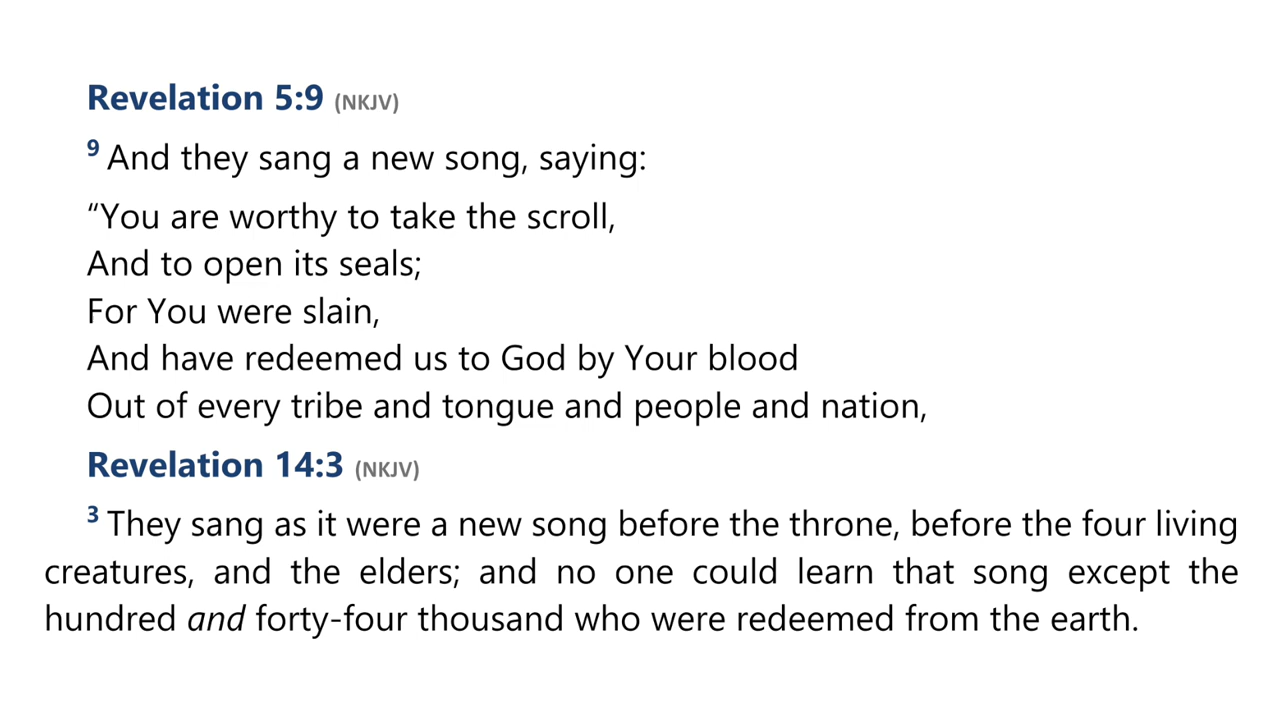 Revelation 5:9 (NKJV)
9 And they sang a new song, saying:
“You are worthy to take the scroll,
And to open its seals;
For You were slain,
And have redeemed us to God by Your blood
Out of every tribe and tongue and people and nation,
Revelation 14:3 (NKJV)
3 They sang as it were a new song before the throne, before the four living
creatures, and the elders; and no one could learn that song except the
hundred and forty-four thousand who were redeemed from the earth.